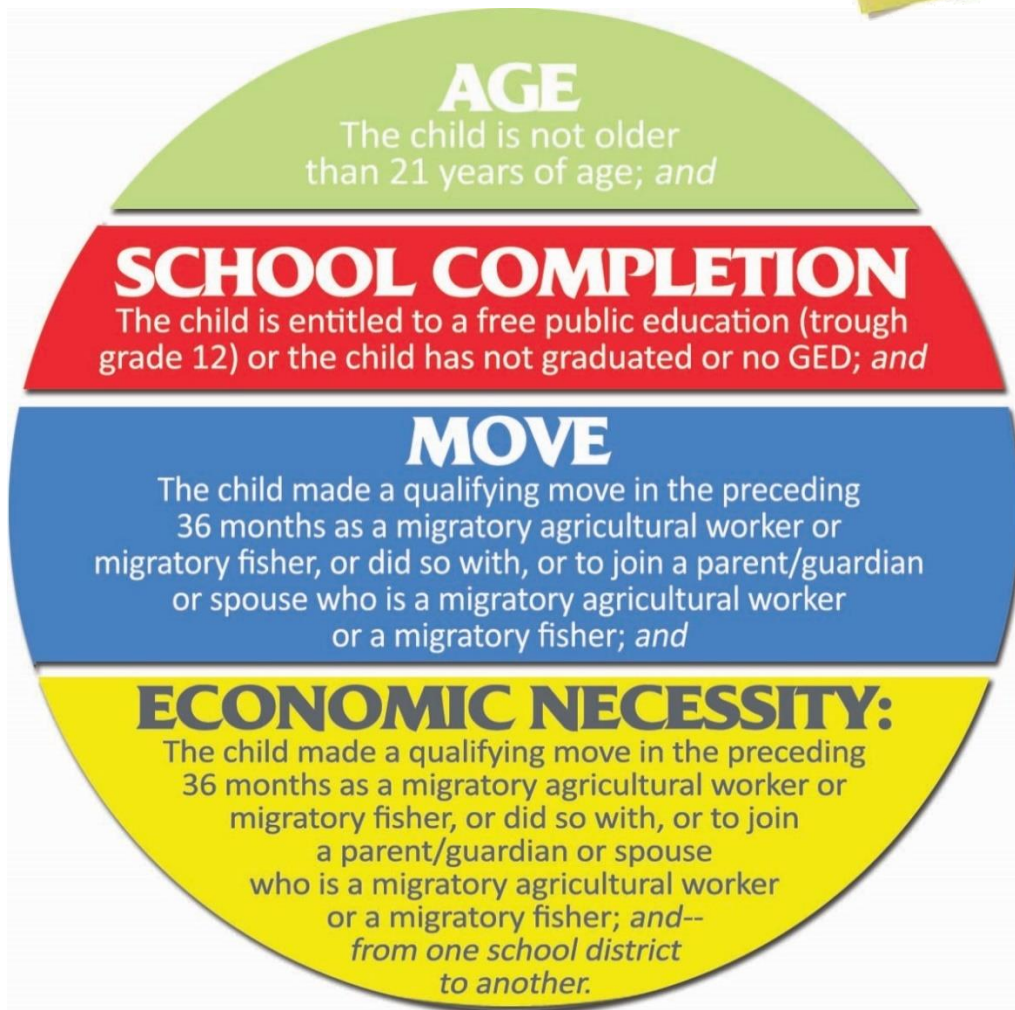 AGE
The child is not older
than 21 years of age; and
SCHOOL COMPLETION
The child is entitled to a free public education (trough
grade 12) or the child has not graduated or no GED; and
MOVE
The child made a qualifying move in the preceding
36 months as a migratory agricultural worker or
migratory fisher, or did so with, or to join a parent/guardian
or spouse who is a migratory agricultural worker
or a migratory fisher; and
ECONOMIC NECESSITY:
The child made a qualifying move in the preceding
36 months as a migratory agricultural worker or
migratory fisher, or did so with, or to join
a parent/guardian or spouse
who is a migratory agricultural worker
or a migratory fisher; and--
from one school district
to another.